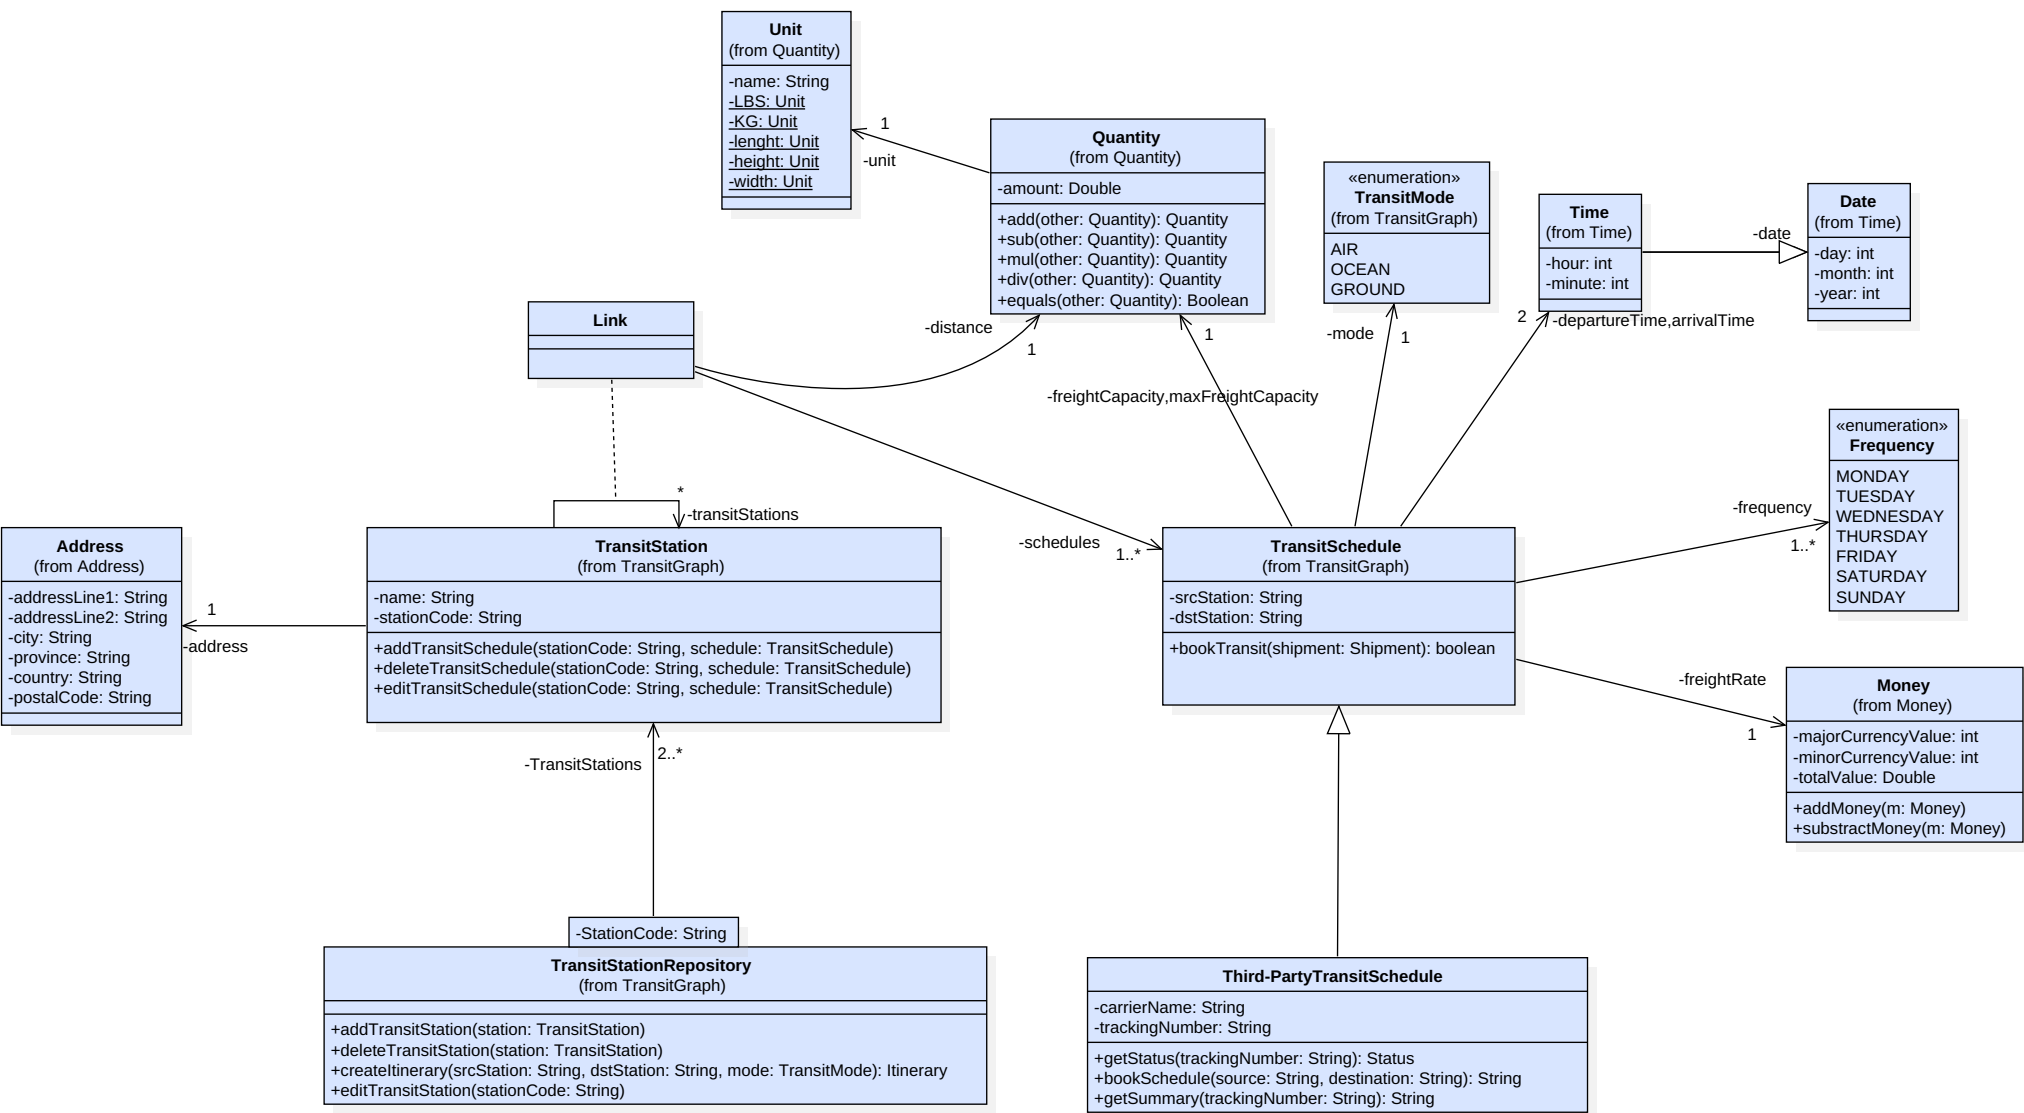 Unit
(from Quantity)
-name: String
-LBS: Unit
-KG: Unit
-lenght: Unit
-height: Unit
-width: Unit
1
-unit
Quantity
(from Quantity)
-amount: Double
+add(other: Quantity): Quantity
+sub(other: Quantity): Quantity
+mul(other: Quantity): Quantity
+div(other: Quantity): Quantity
+equals(other: Quantity): Boolean
«enumeration»
TransitMode
(from TransitGraph)
AIR
OCEAN
GROUND
Time
(from Time)
-hour: int
-minute: int
-date
Date
(from Time)
-day: int
-month: int
-year: int
Link
-distance
1
1
-freightCapacity,maxFreightCapacity
-mode
1
2
-departureTime,arrivalTime
«enumeration»
Frequency
MONDAY
TUESDAY
WEDNESDAY
THURSDAY
FRIDAY
SATURDAY
SUNDAY
-frequency
1..*
*
-transitStations
-schedules
1..*
Address
(from Address)
-addressLine1: String
-addressLine2: String
-city: String
-province: String
-country: String
-postalCode: String
1
-address
TransitStation
(from TransitGraph)
-name: String
-stationCode: String
+addTransitSchedule(stationCode: String, schedule: TransitSchedule)
+deleteTransitSchedule(stationCode: String, schedule: TransitSchedule)
+editTransitSchedule(stationCode: String, schedule: TransitSchedule)
TransitSchedule
(from TransitGraph)
-srcStation: String
-dstStation: String
+bookTransit(shipment: Shipment): boolean
-freightRate
1
Money
(from Money)
-majorCurrencyValue: int
-minorCurrencyValue: int
-totalValue: Double
+addMoney(m: Money)
+substractMoney(m: Money)
-TransitStations
2..*
-StationCode: String
TransitStationRepository
(from TransitGraph)
+addTransitStation(station: TransitStation)
+deleteTransitStation(station: TransitStation)
+createItinerary(srcStation: String, dstStation: String, mode: TransitMode): Itinerary
+editTransitStation(stationCode: String)
Third-PartyTransitSchedule
-carrierName: String
-trackingNumber: String
+getStatus(trackingNumber: String): Status
+bookSchedule(source: String, destination: String): String
+getSummary(trackingNumber: String): String